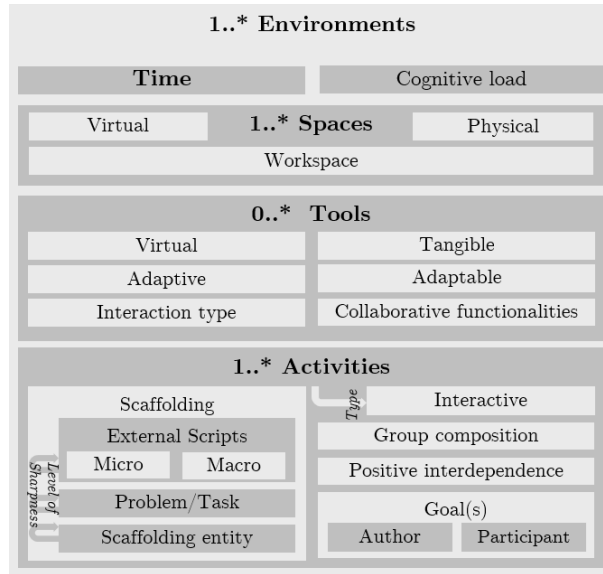 1..* Environments
Time
Cognitive load
Virtual
1..* Spaces
Physical
Workspace
0..* Tools
Virtual
Tangible
Adaptive
Adaptable
Interaction type
Collaborative functionalities
1..* Activities
Scaffolding
External Scripts
Micro
Macro
Level of
Sharpness
Problem/Task
Scaffolding entity
Type
Interactive
Group composition
Positive interdependence
Goal(s)
Author
Participant